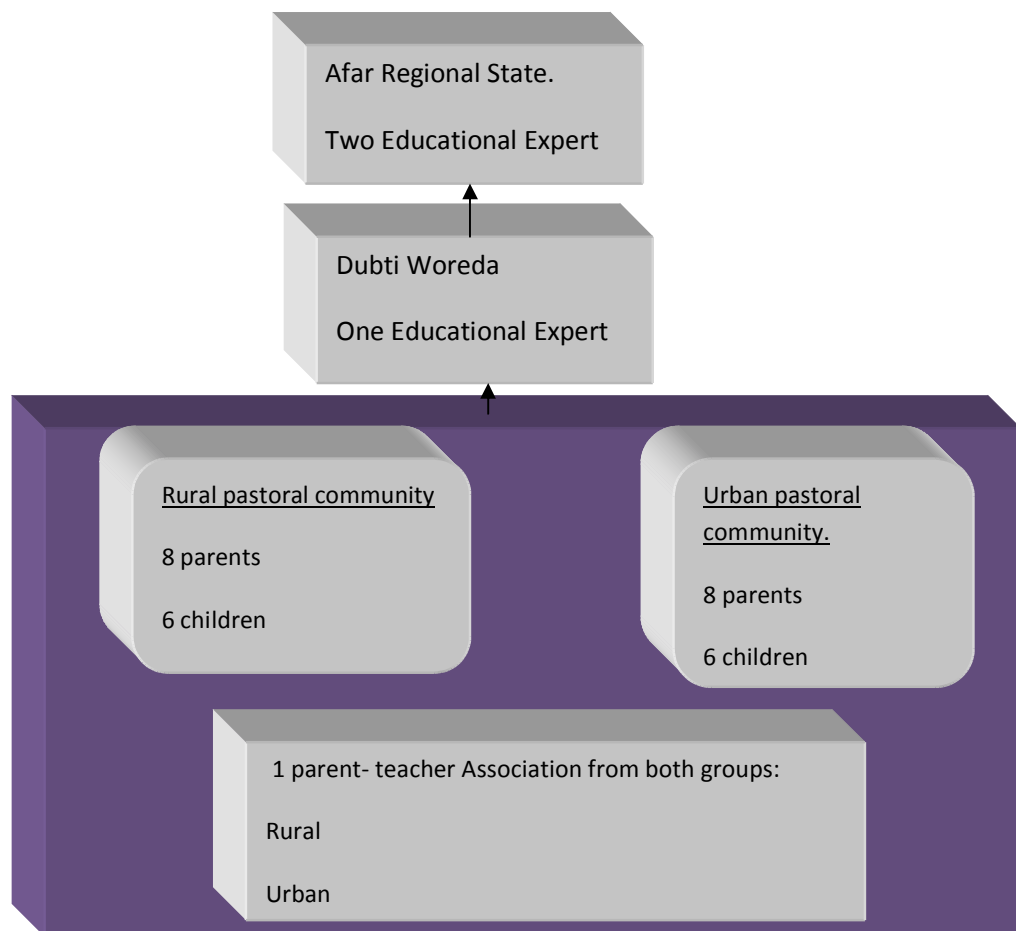 Afar Regional State.
Two Educational Expert
Dubti Woreda
One Educational Expert
Rural pastoral community
8 parents
6 children
Urban pastoral
community.
8 parents
6 children
1 parent- teacher Association from both groups:
Rural
Urban